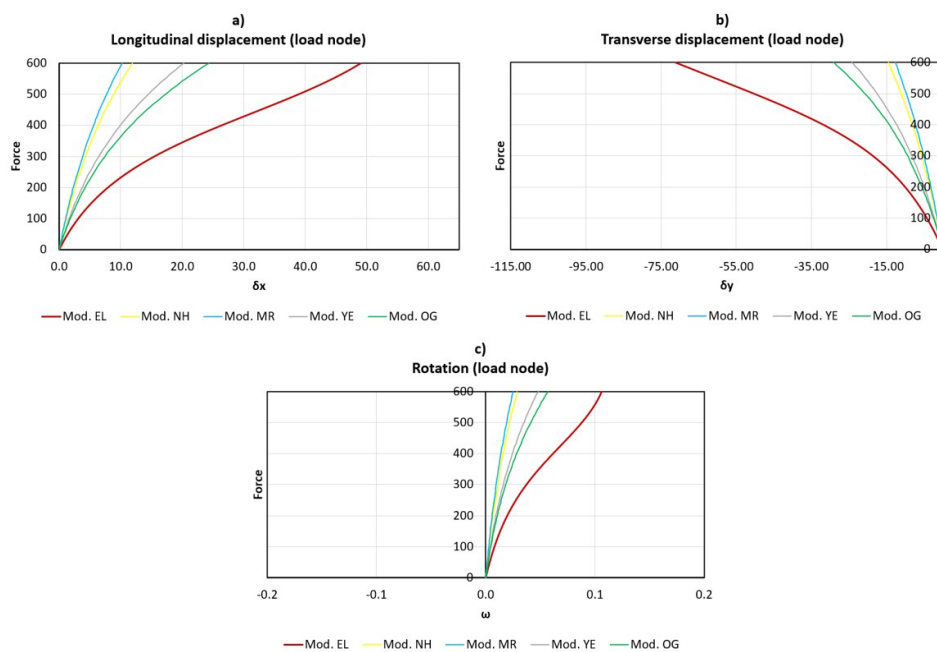 a)
Longitudinal displacement (load node)
600
500
400
300
200
100
0
Force
0.0 10.0 20.0 30.0 40.0 50.0 60.0
δx
Mod. EL Mod. NH Mod. MR Mod. YE Mod. OG
b)
Transverse displacement (load node)
600
500
400
300
200
100
0
Force
-115.00 -95.00 -75.00 -55.00 -35.00 -15.00
δy
Mod. EL Mod. NH Mod. MR Mod. YE Mod. OG
c)
Rotation (load node)
600
500
400
300
200
100
0
Force
-0.2 -0.1 0 0.1 0.2
ω
Mod. EL Mod. NH Mod. MR Mod. YE Mod. OG